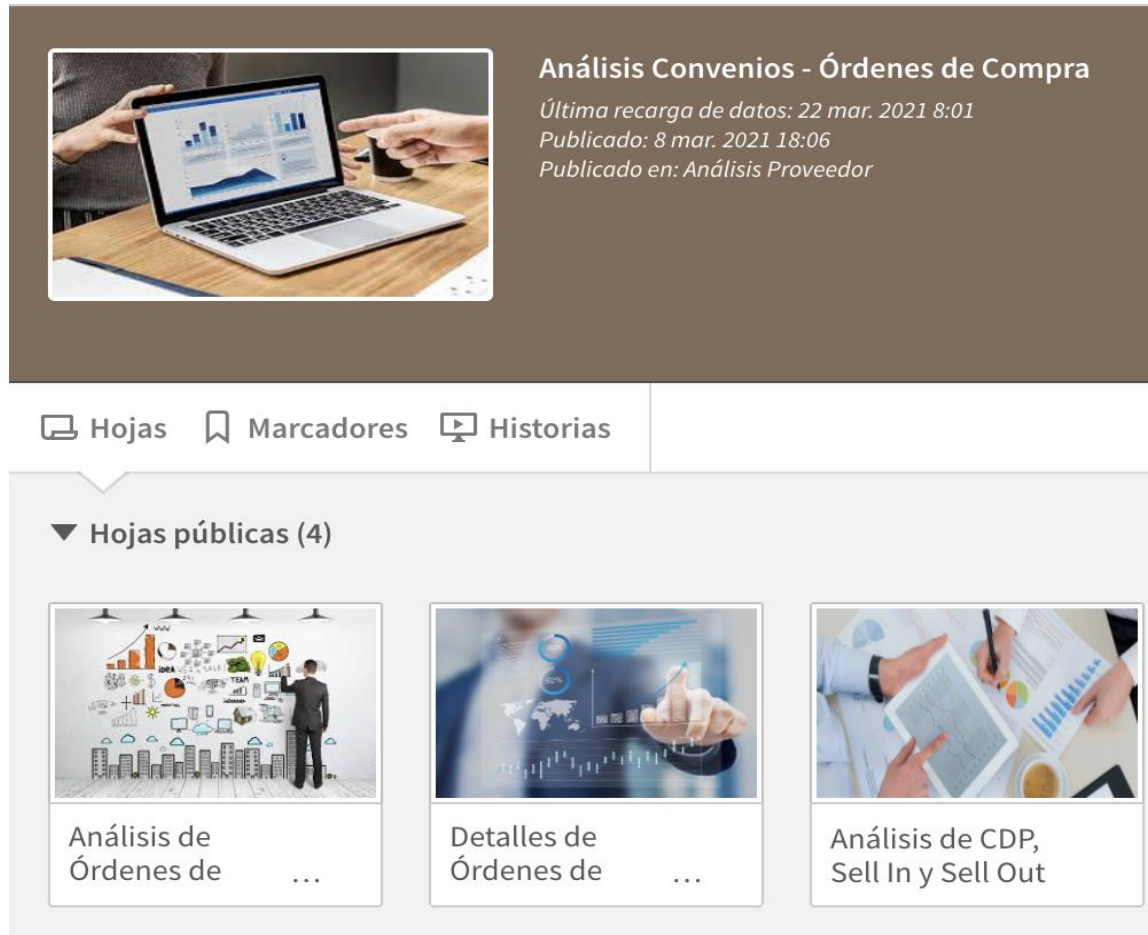 Análisis Convenios - Órdenes de Compra
Última recarga de datos: 22 mar. 2021 8:01
Publicado: 8 mar. 2021 18:06
Publicado en: Análisis Proveedor
Hojas
Marcadores
Historias
Hojas públicas (4)
IDEA
TEAM
Análisis de
Órdenes de ...
Detalles de
Órdenes de ...
Análisis de CDP,
Sell In y Sell Out